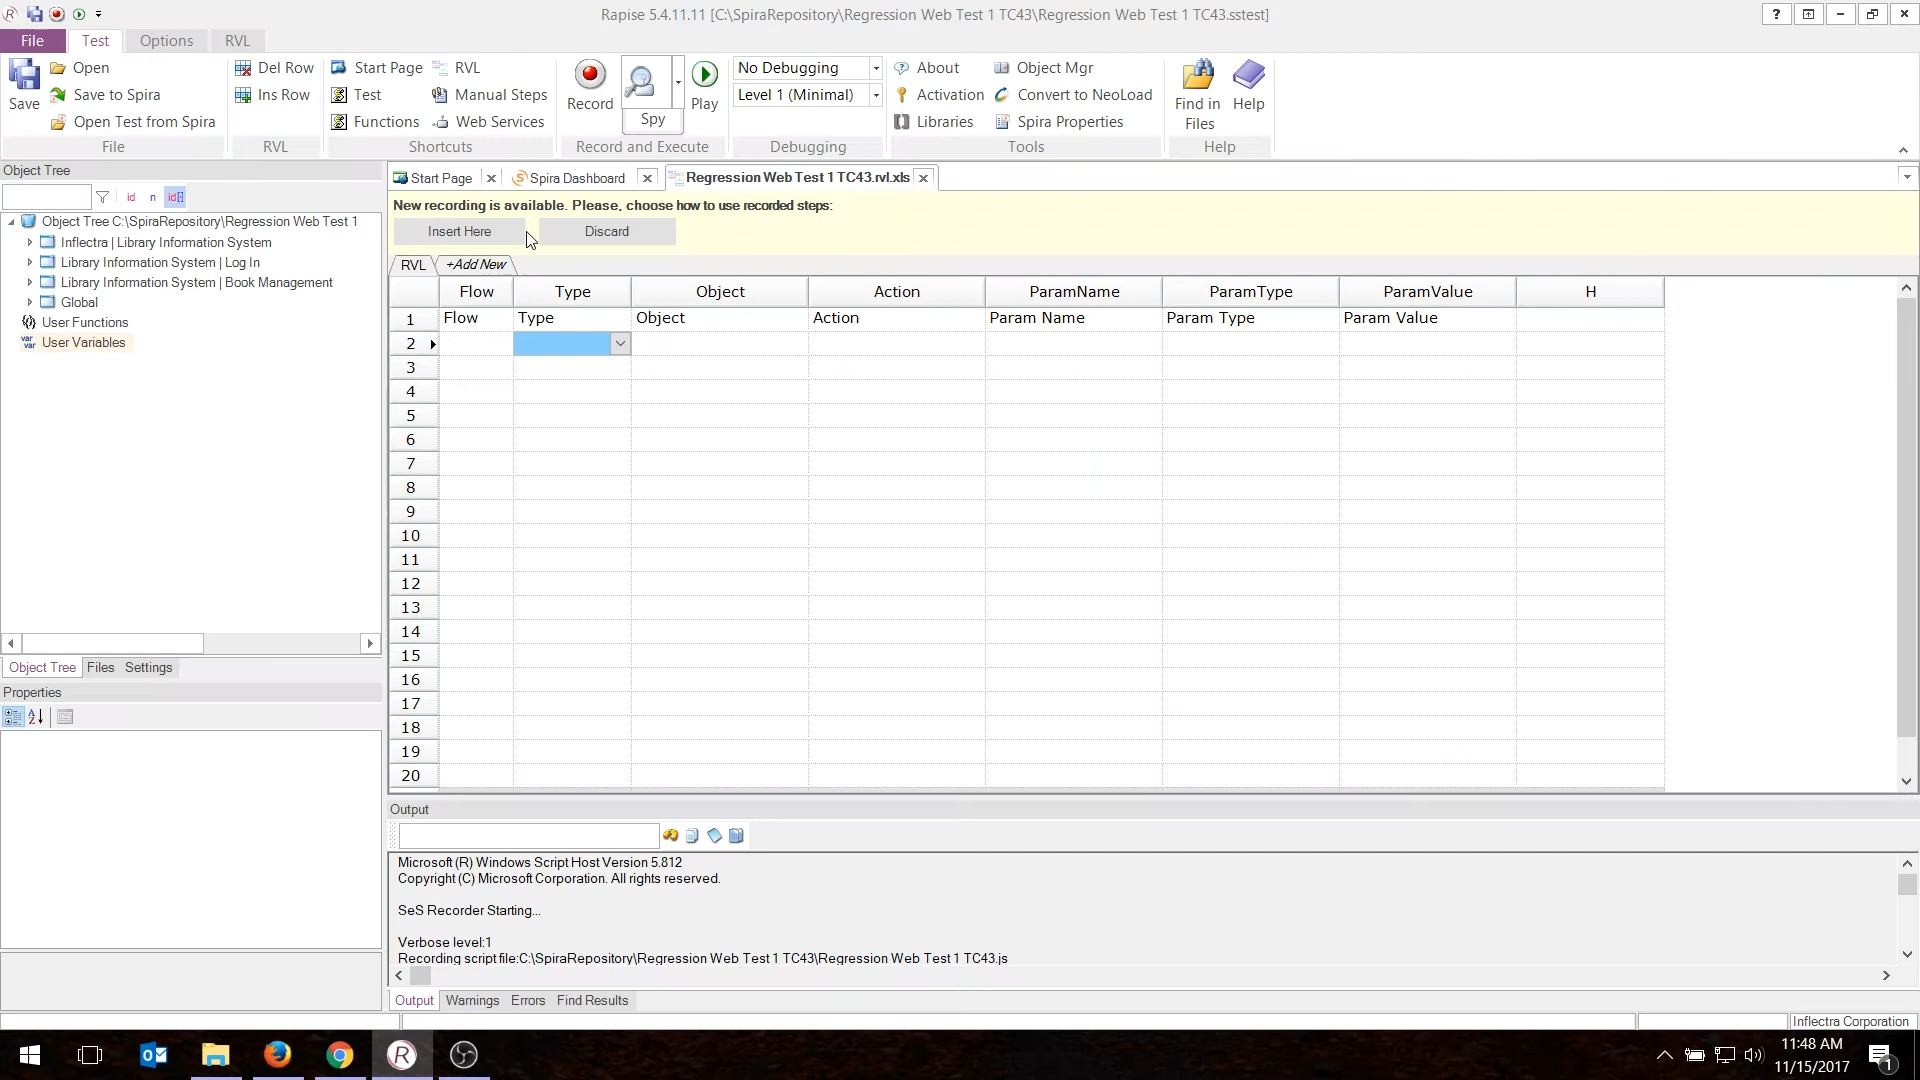 Rapise 5.4.11.11 [C:\SpiraRepository\Regression Web Test 1 TC43\Regression Web Test 1 TC43.sstest]
File Test Options RVL
Save
Open
Save to Spira
Open Test from Spira
File
Del Row
Ins Row
RVL
Start Page RVL
Test Manual Steps
Functions Web Services
Shortcuts
Record
Spy
Play
Record and Execute
No Debugging
Level 1 (Minimal)
Debugging
About Object Mgr
Activation Convert to NeoLoad
Libraries Spira Properties
Tools
Find in
Files
Help
Help
Object Tree
id n id[i]
Object Tree C:\SpiraRepository\Regression Web Test 1
Inflectra | Library Information System
Library Information System | Log In
Library Information System | Book Management
Global
User Functions
User Variables
Object Tree Files Settings
Properties
Start Page Spira Dashboard Regression Web Test 1 TC43.rvl.xls
New recording is available. Please, choose how to use recorded steps:
Insert Here Discard
RVL +Add New
Flow Type Object Action ParamName ParamType ParamValue H
1 Flow Type Object Action Param Name Param Type Param Value
2
3
4
5
6
7
8
9
10
11
12
13
14
15
16
17
18
19
20
Output
Microsoft (R) Windows Script Host Version 5.812
Copyright (C) Microsoft Corporation. All rights reserved.
SeS Recorder Starting...
Verbose level:1
Recording script file:C:\SpiraRepository\Regression Web Test 1 TC43\Regression Web Test 1 TC43.js
Output Warnings Errors Find Results
Inflectra Corporation
11:48 AM
11/15/2017
1